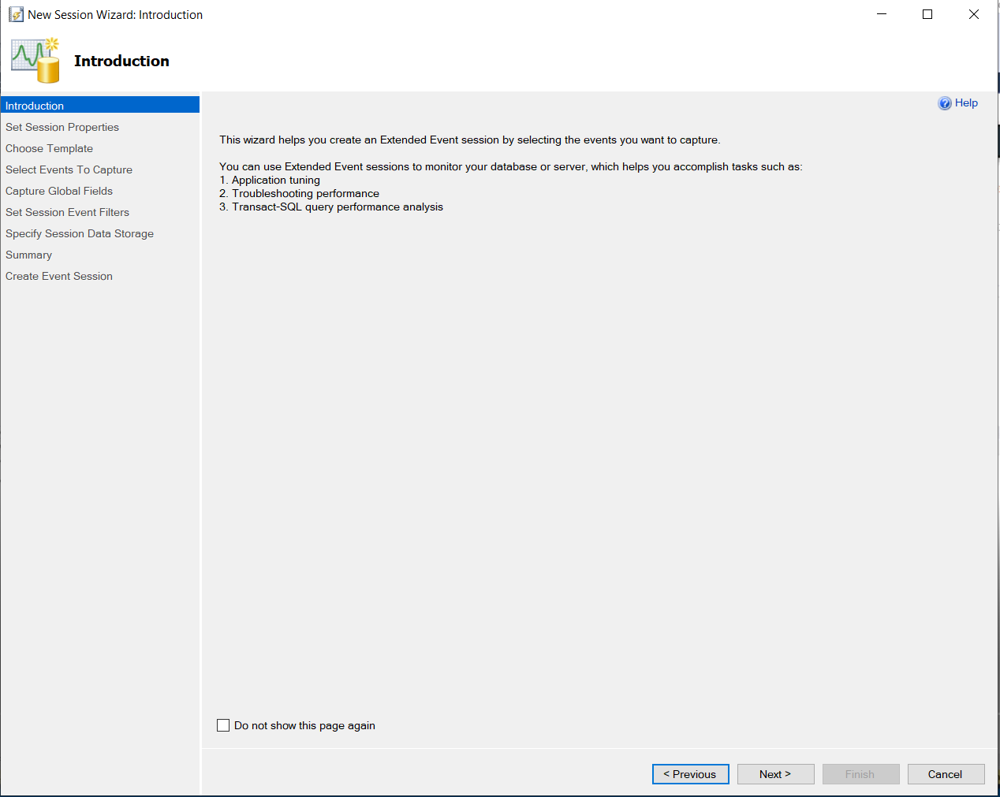 New Session Wizard: Introduction
Introduction
Introduction
Set Session Properties
Choose Template
Select Events To Capture
Capture Global Fields
Set Session Event Filters
Specify Session Data Storage
Summary
Create Event Session
Help
This wizard helps you create an Extended Event session by selecting the events you want to capture.
You can use Extended Event sessions to monitor your database or server, which helps you accomplish tasks such as:
1. Application tuning
2. Troubleshooting performance
3. Transact-SQL query performance analysis
Do not show this page again
< Previous
Next >
Finish
Cancel